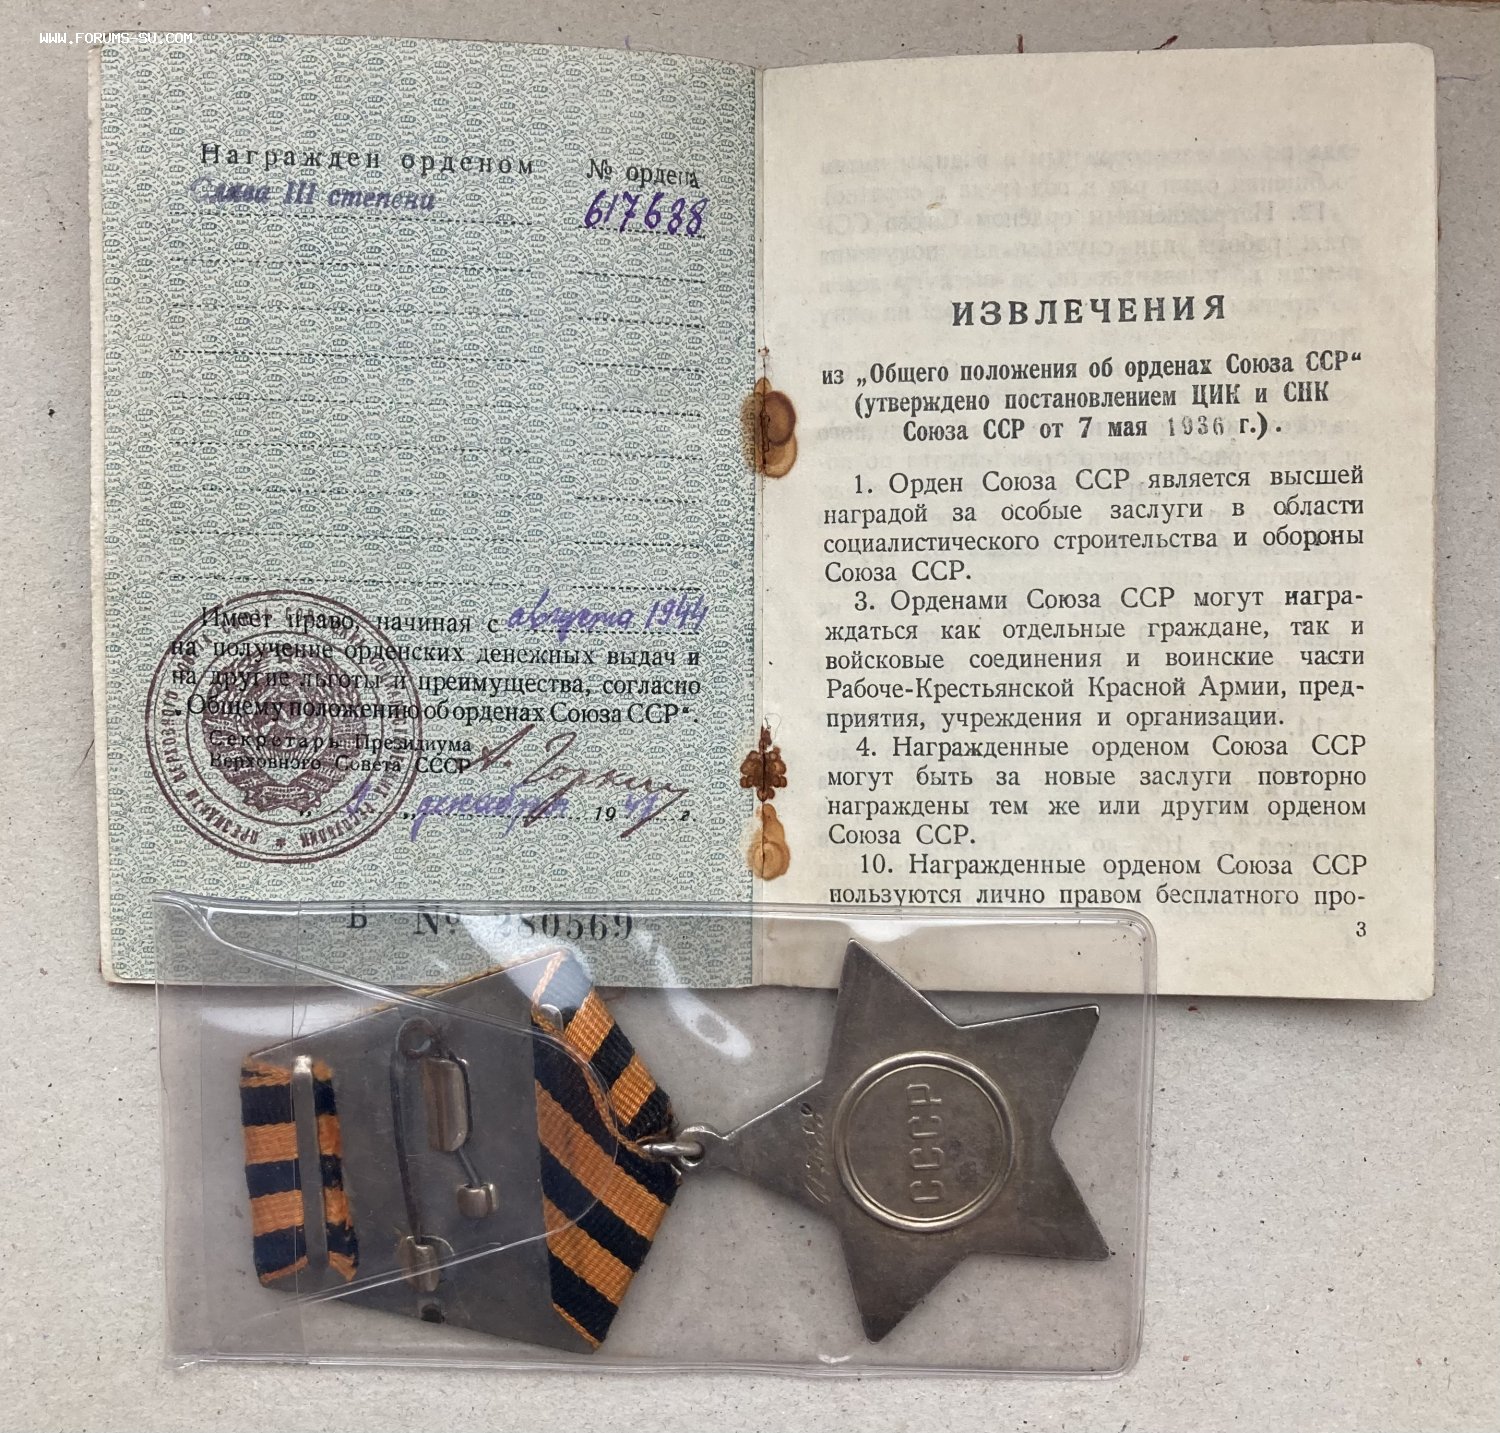 WWW.FORUMS-SU.COM
Награжден орденом
№ ордена
Слава III степени
617688
Имеет право, начиная с августа 1944
на получение орденских денежных выдач и
на другие льготы и преимущества, согласно
„Общему положению об орденах Союза ССР“.
Секретарь Президиума
Верховного Совета СССР
А. Горкин
декабря 1947 г.
В № 280569
ИЗВЛЕЧЕНИЯ
из „Общего положения об орденах Союза ССР“
(утверждено постановлением ЦИК и СНК
Союза ССР от 7 мая 1936 г.).
1. Орден Союза ССР является высшей
наградой за особые заслуги в области
социалистического строительства и обороны
Союза ССР.
3. Орденами Союза ССР могут награ-
ждаться как отдельные граждане, так и
войсковые соединения и воинские части
Рабоче-Крестьянской Красной Армии, пред-
приятия, учреждения и организации.
4. Награжденные орденом Союза ССР
могут быть за новые заслуги повторно
награждены тем же или другим орденом
Союза ССР.
10. Награжденные орденом Союза ССР
пользуются лично правом бесплатного про-
3
СССР